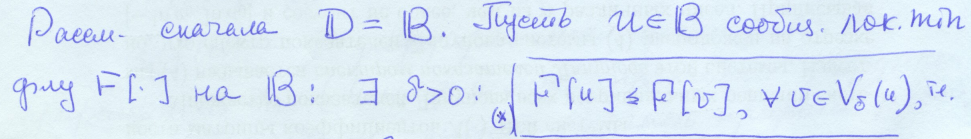 Рассм. сначала 𝔻 = 𝔹. Пусть u ∈ 𝔹 сообщ. лок. min
ф-лу F[·] на 𝔹: ∃ δ>0: (*) F[u] ≤ F[v], ∀ v ∈ V_δ(u), т.е.